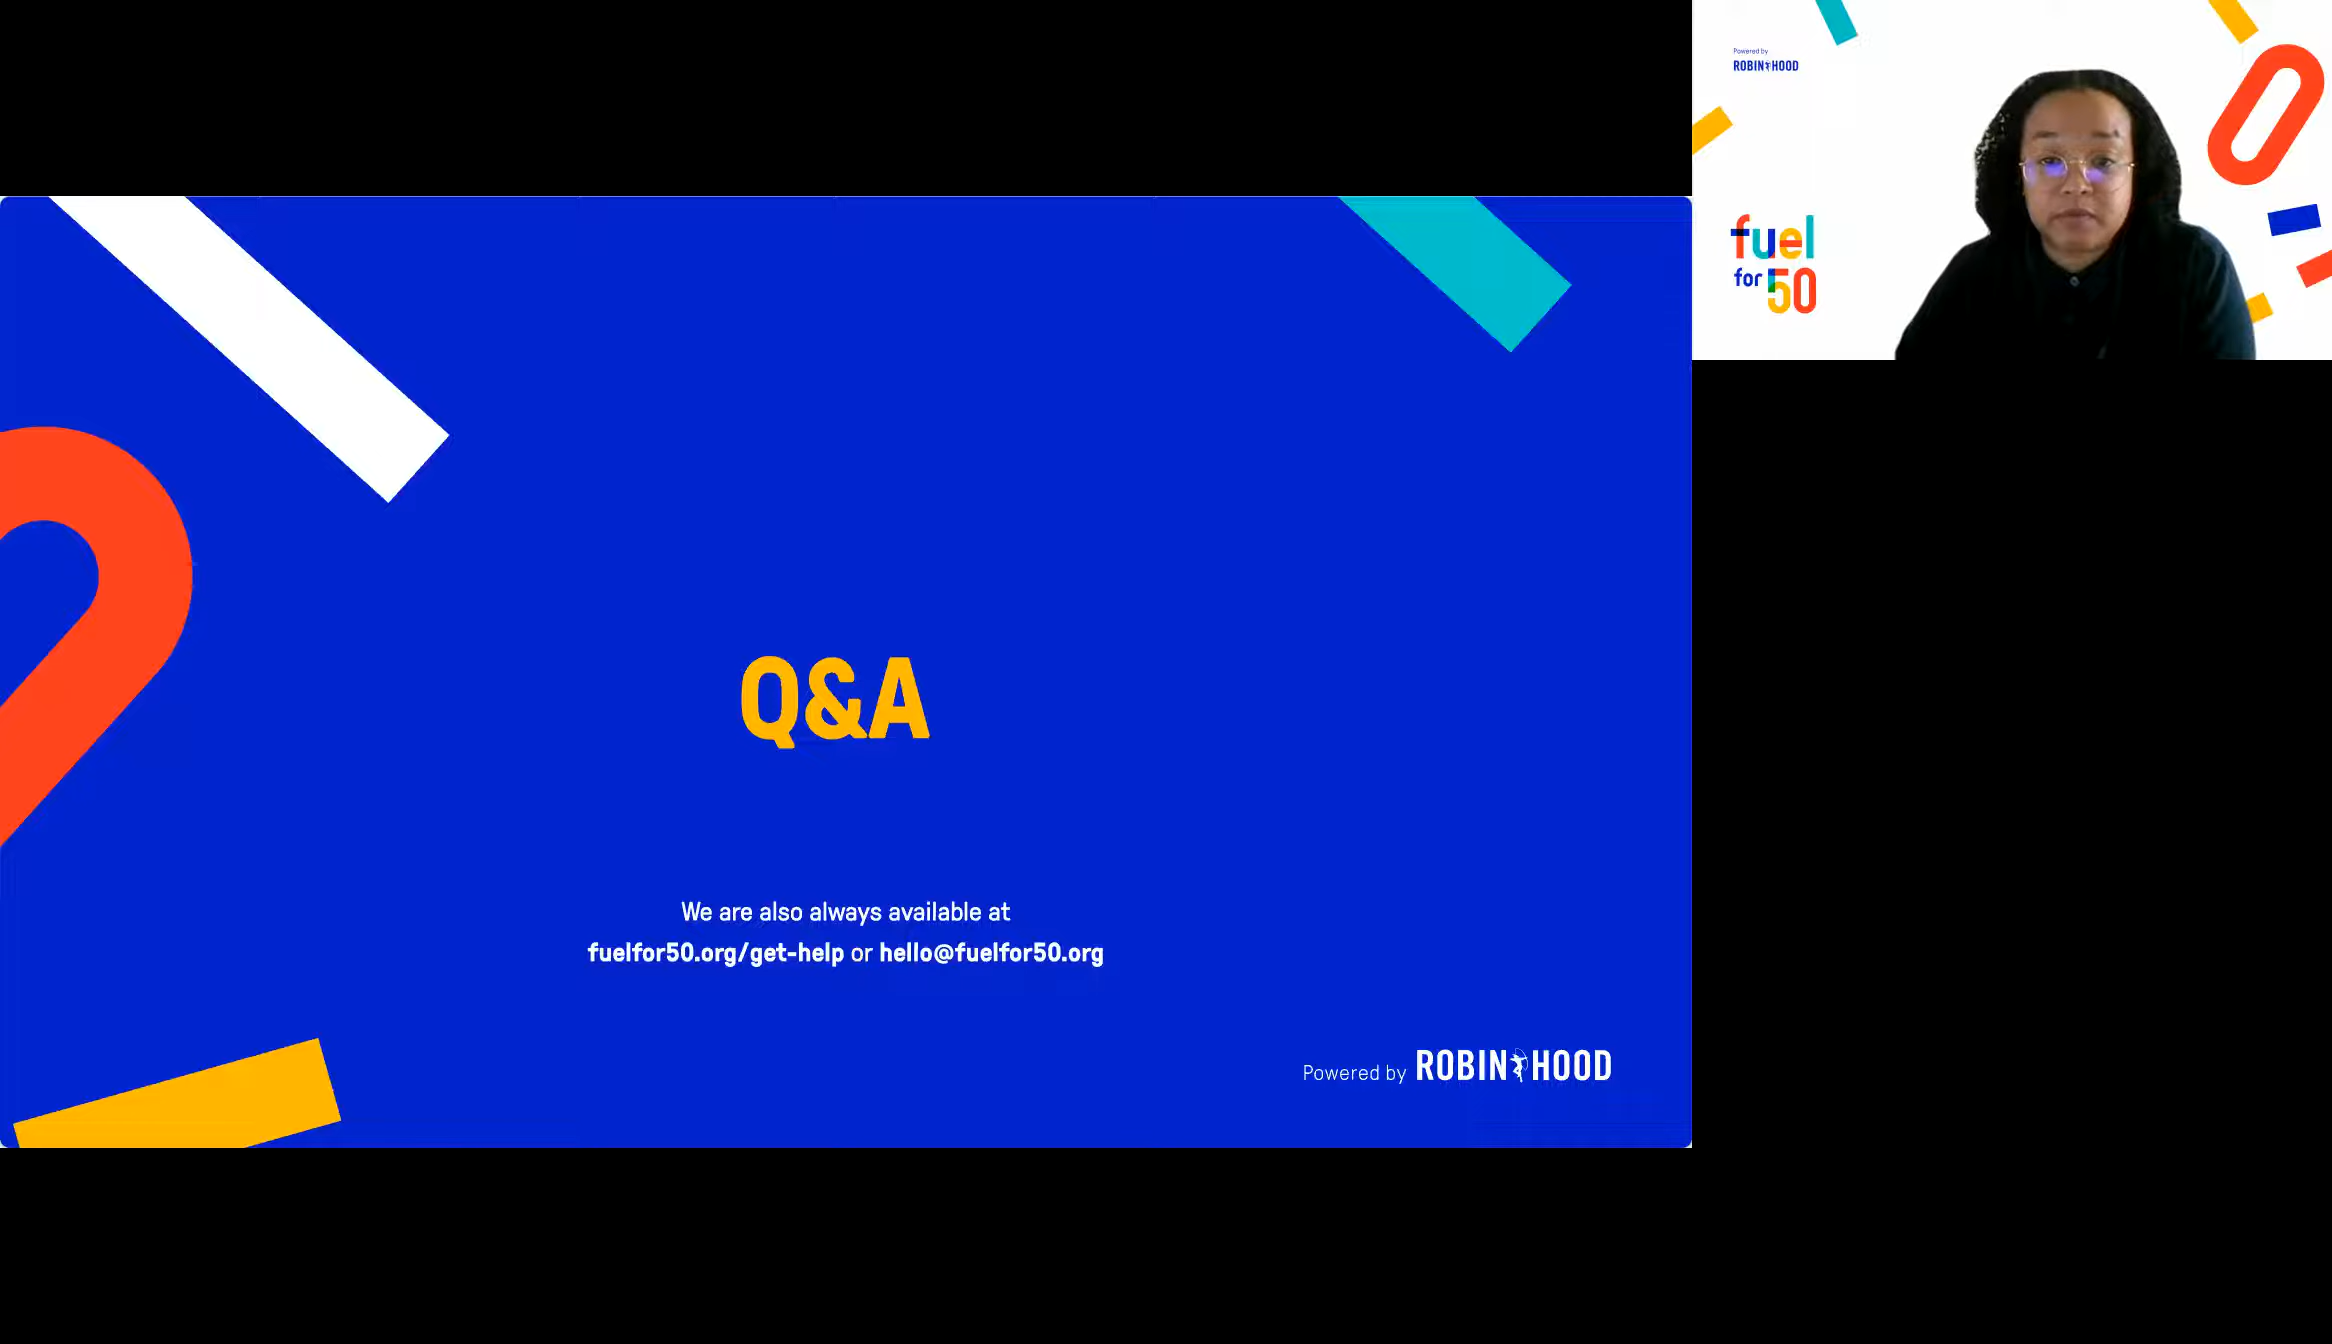 Q&A
We are also always available at
fuelfor50.org/get-help or hello@fuelfor50.org
Powered by ROBIN HOOD
Powered by
ROBIN HOOD
fuel
for 50